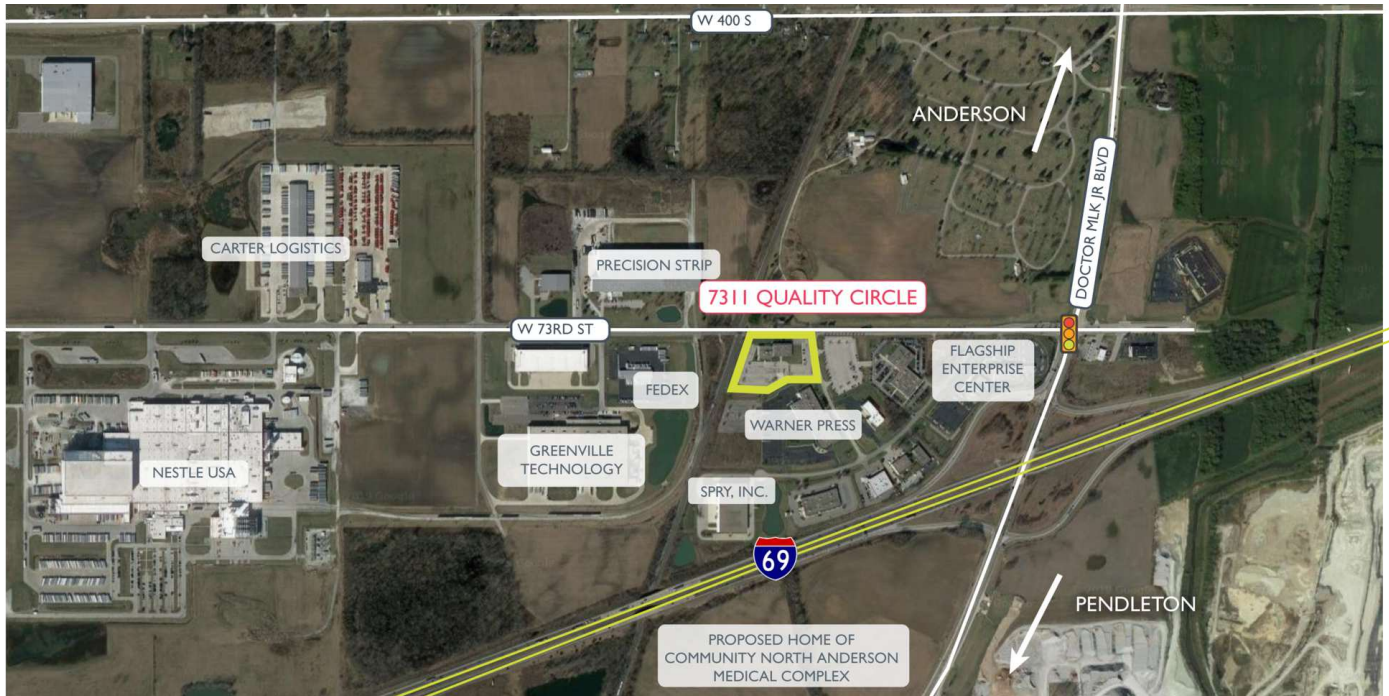 W 400 S
ANDERSON
DOCTOR MLK JR BLVD
CARTER LOGISTICS
PRECISION STRIP
7311 QUALITY CIRCLE
W 73RD ST
FLAGSHIP
ENTERPRISE
CENTER
FEDEX
WARNER PRESS
GREENVILLE
TECHNOLOGY
NESTLE USA
SPRY, INC.
69
PENDLETON
PROPOSED HOME OF
COMMUNITY NORTH ANDERSON
MEDICAL COMPLEX